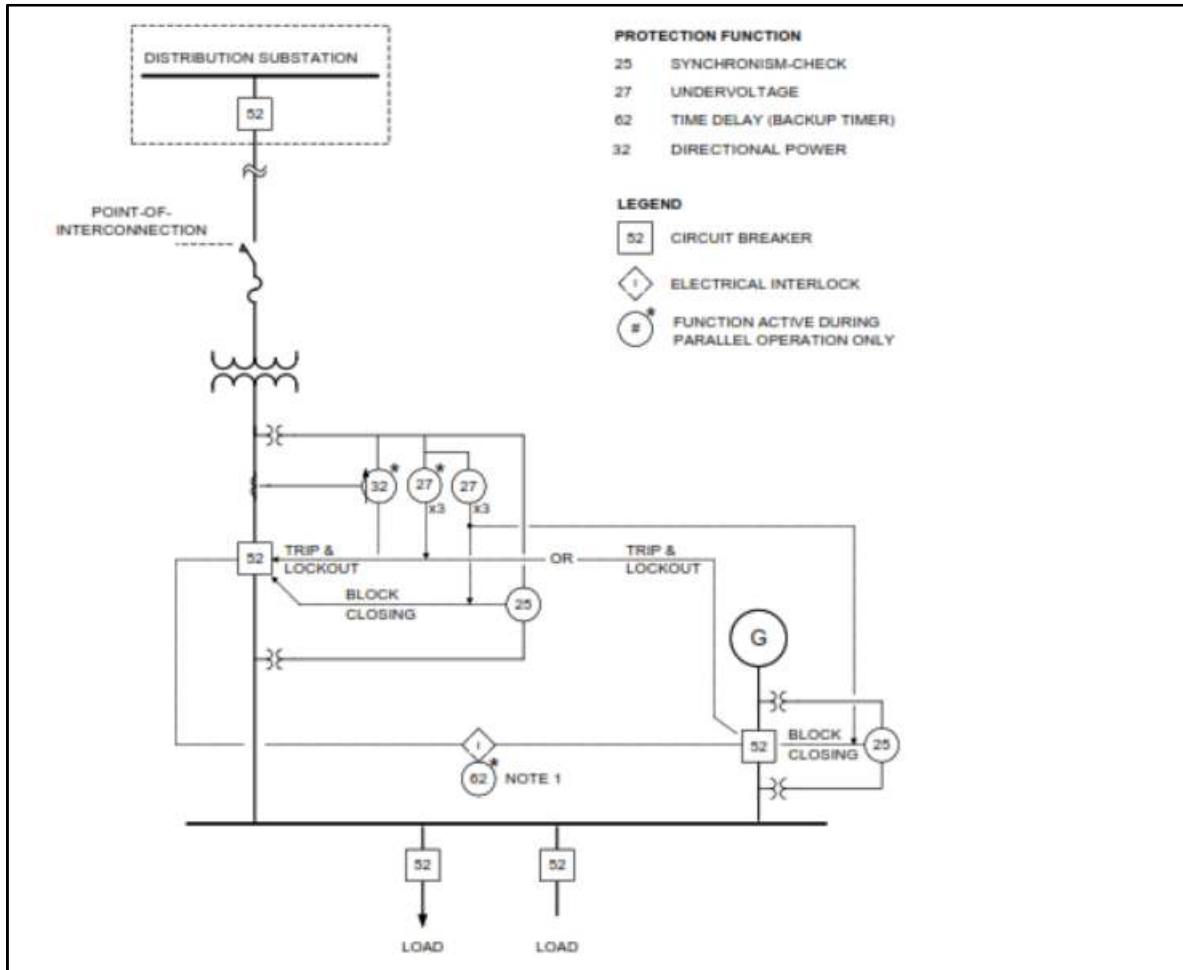 DISTRIBUTION SUBSTATION
52
POINT-OF-
INTERCONNECTION
PROTECTION FUNCTION
25 SYNCHRONISM-CHECK
27 UNDERVOLTAGE
62 TIME DELAY (BACKUP TIMER)
32 DIRECTIONAL POWER
LEGEND
52 CIRCUIT BREAKER
I ELECTRICAL INTERLOCK
# * FUNCTION ACTIVE DURING
PARALLEL OPERATION ONLY
32 * 27 * 27
x3 x3
52 TRIP &
LOCKOUT
OR
TRIP &
LOCKOUT
BLOCK
CLOSING
25
G
I
62 * NOTE 1
52 BLOCK
CLOSING
25
52 52
LOAD LOAD